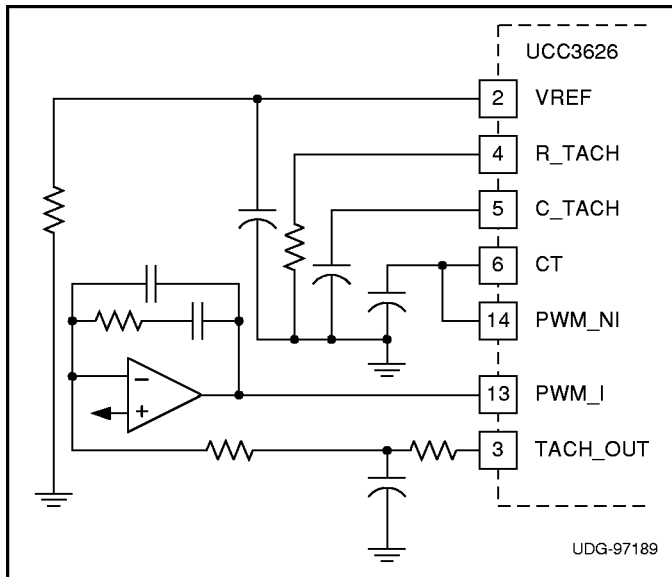 UCC3626
2 VREF
4 R_TACH
5 C_TACH
6 CT
14 PWM_NI
13 PWM_I
3 TACH_OUT
−
+
UDG-97189